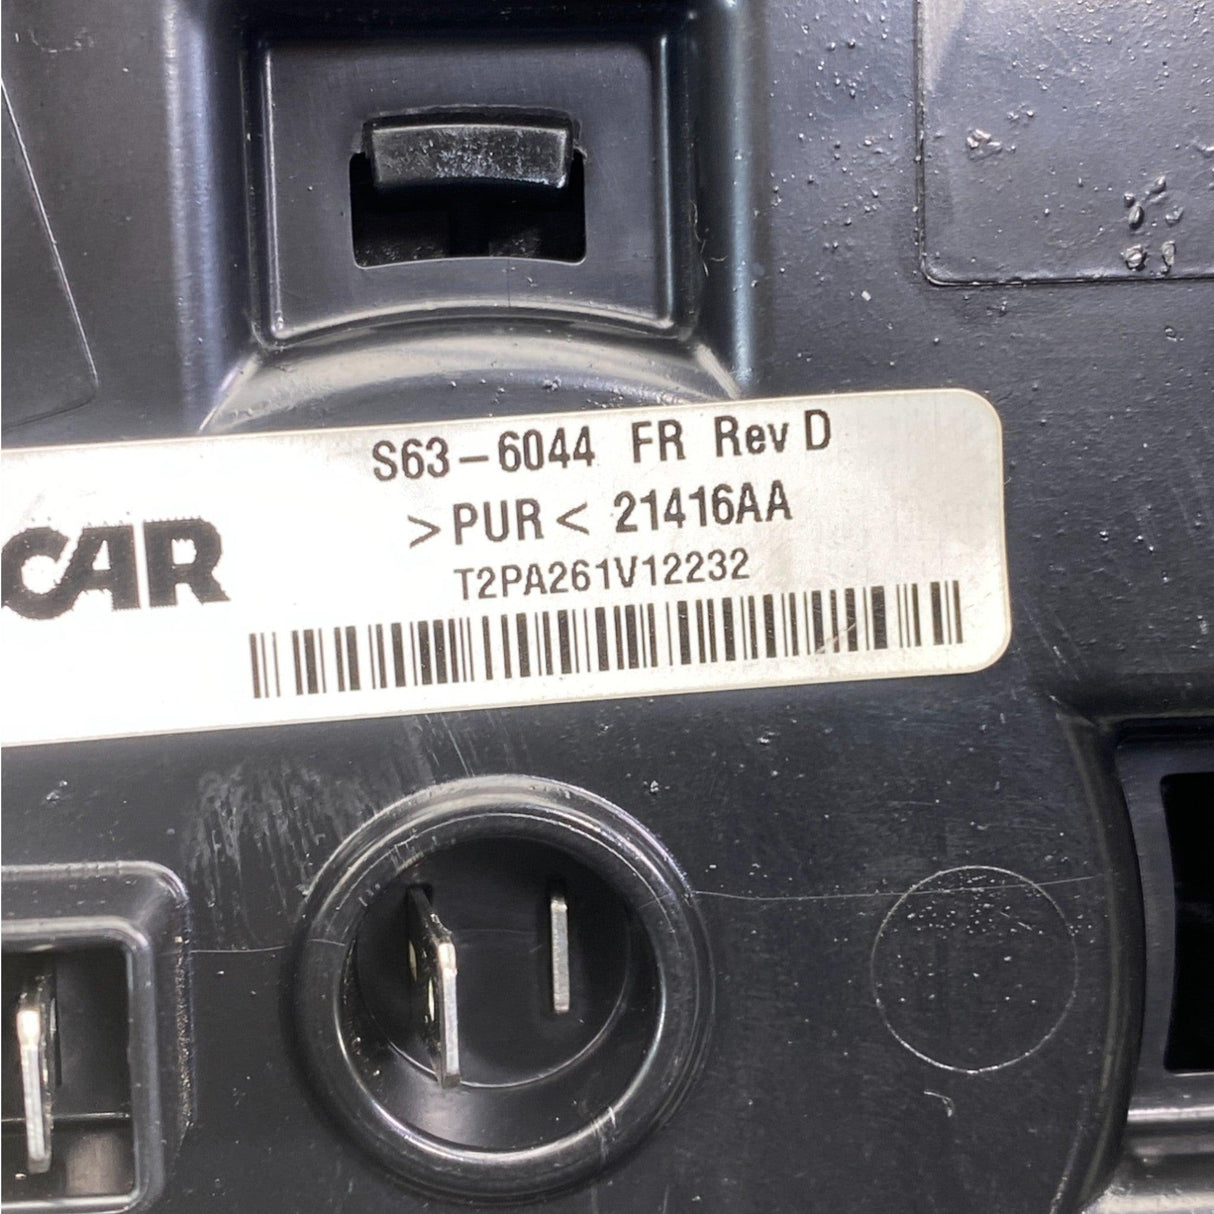 S63-6044 FR Rev D
>PUR< 21416AA
CAR
T2PA261V12232